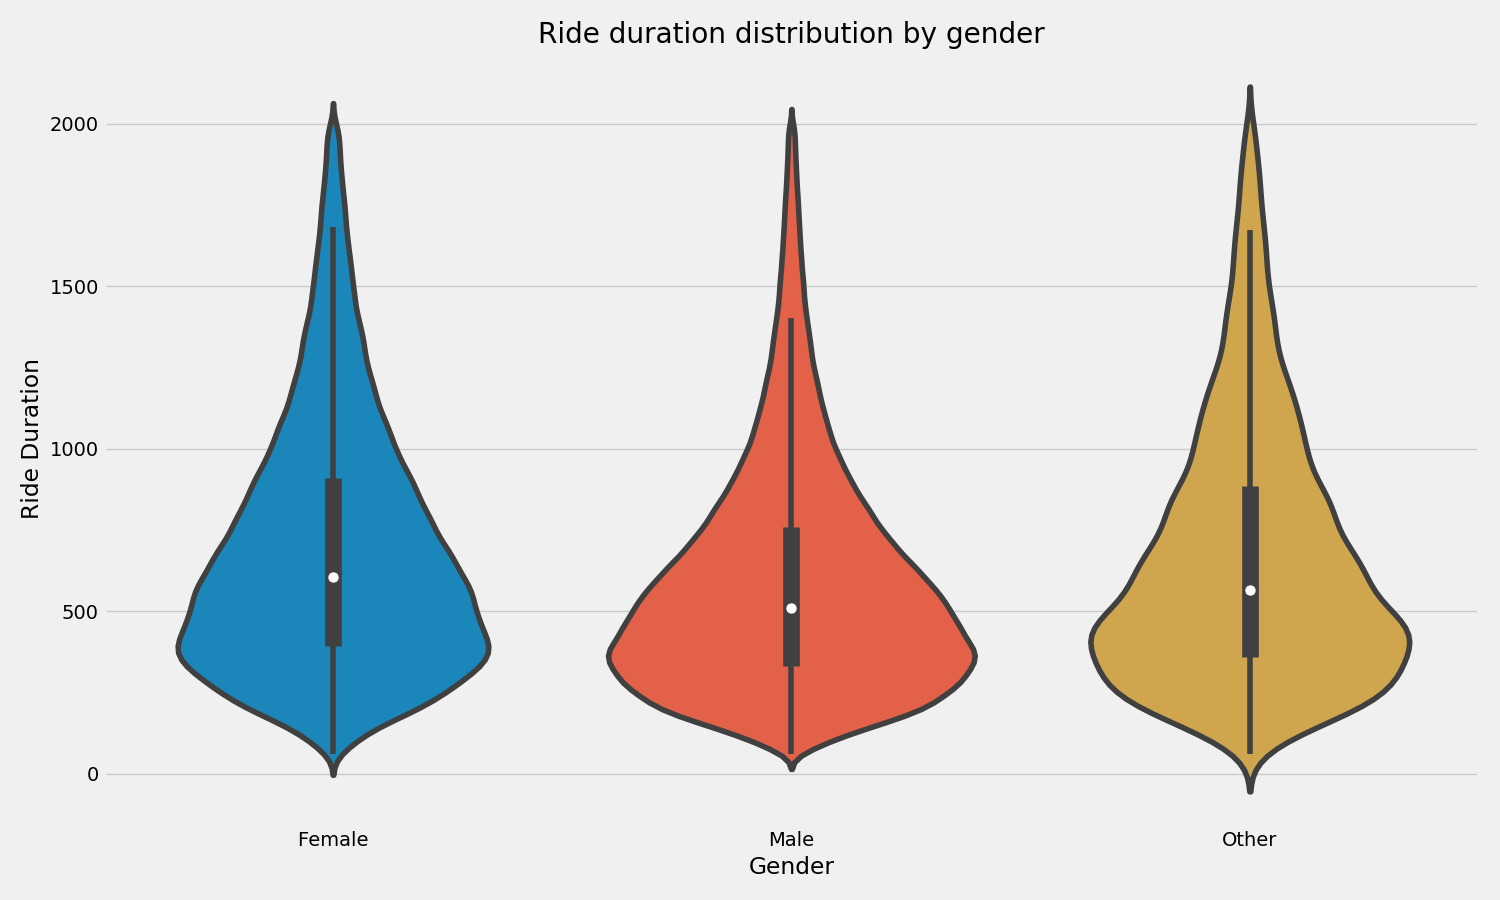 Ride duration distribution by gender
2000
1500
1000
500
0
Ride Duration
Female
Male
Other
Gender